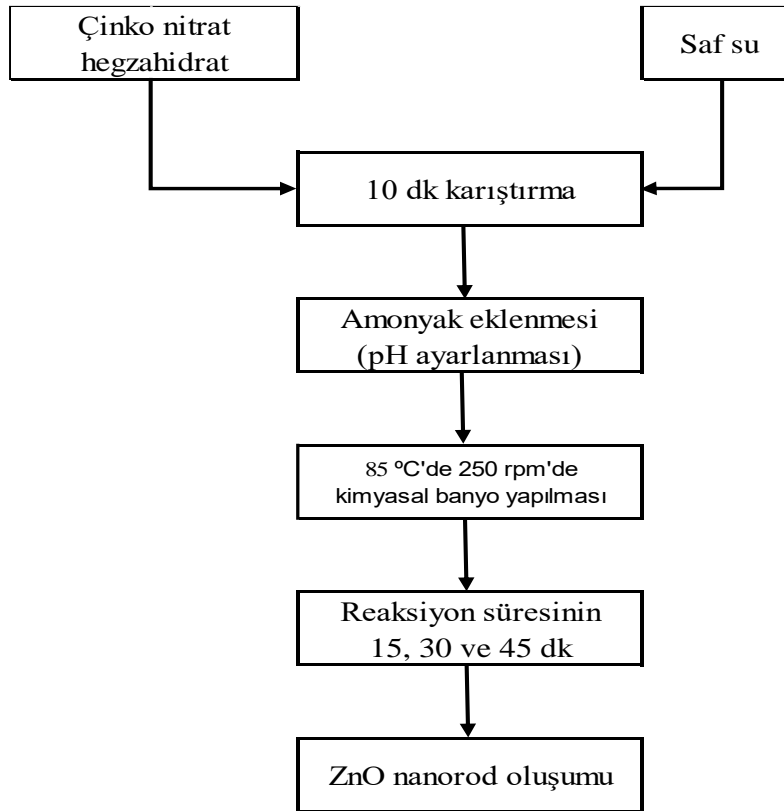 Çinko nitrat
hegzahidrat
Saf su
10 dk karıştırma
Amonyak eklenmesi
(pH ayarlanması)
85 ºC'de 250 rpm'de
kimyasal banyo yapılması
Reaksiyon süresinin
15, 30 ve 45 dk
ZnO nanorod oluşumu